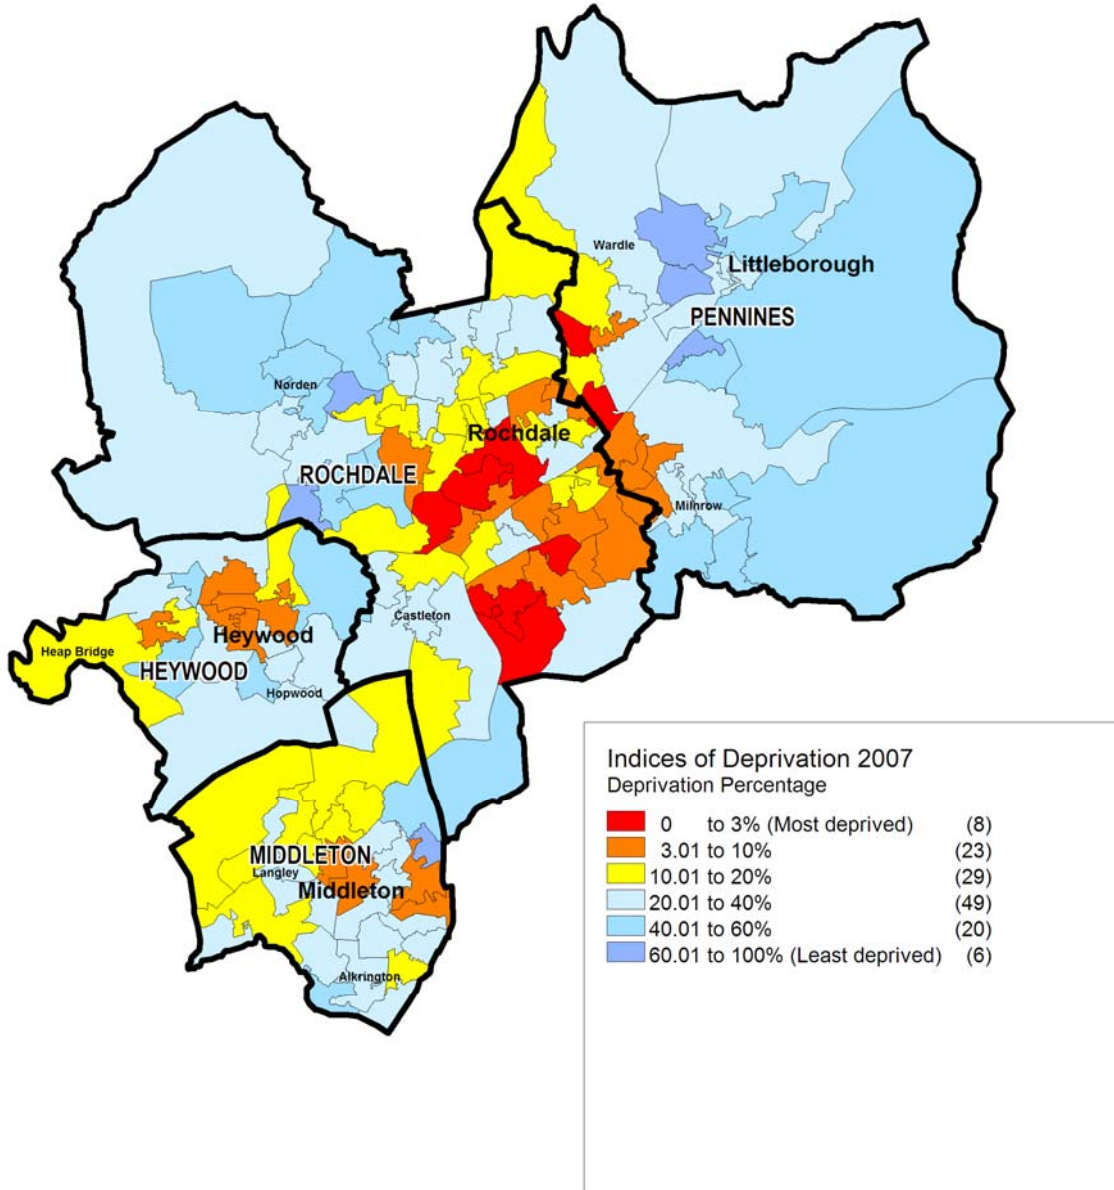 Wardle
Littleborough
PENNINES
Norden
Rochdale
ROCHDALE
Milnrow
Castleton
Heywood
Heap Bridge
HEYWOOD
Hopwood
MIDDLETON
Langley
Middleton
Alkrington
Indices of Deprivation 2007
Deprivation Percentage
0 to 3% (Most deprived) (8)
3.01 to 10% (23)
10.01 to 20% (29)
20.01 to 40% (49)
40.01 to 60% (20)
60.01 to 100% (Least deprived) (6)